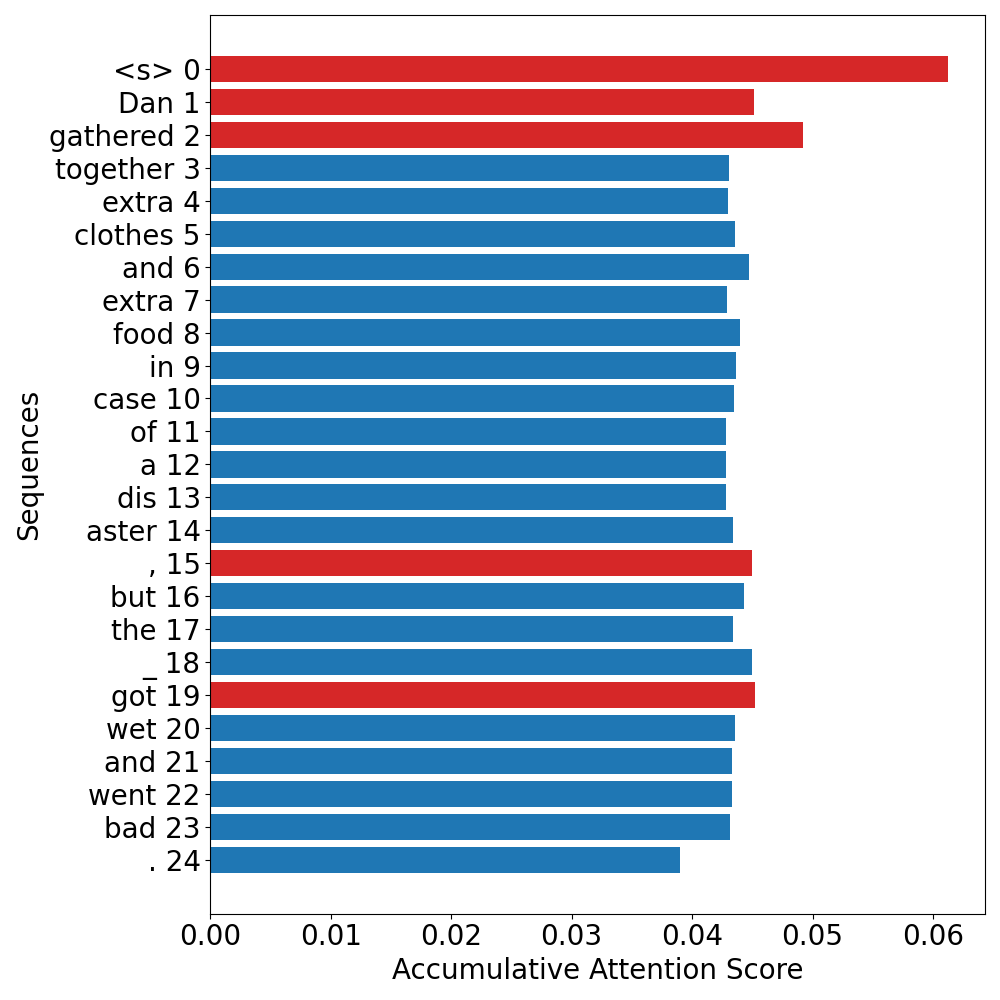 <s> 0
Dan 1
gathered 2
together 3
extra 4
clothes 5
and 6
extra 7
food 8
in 9
case 10
of 11
a 12
dis 13
aster 14
, 15
but 16
the 17
_ 18
got 19
wet 20
and 21
went 22
bad 23
. 24
Sequences
0.00 0.01 0.02 0.03 0.04 0.05 0.06
Accumulative Attention Score